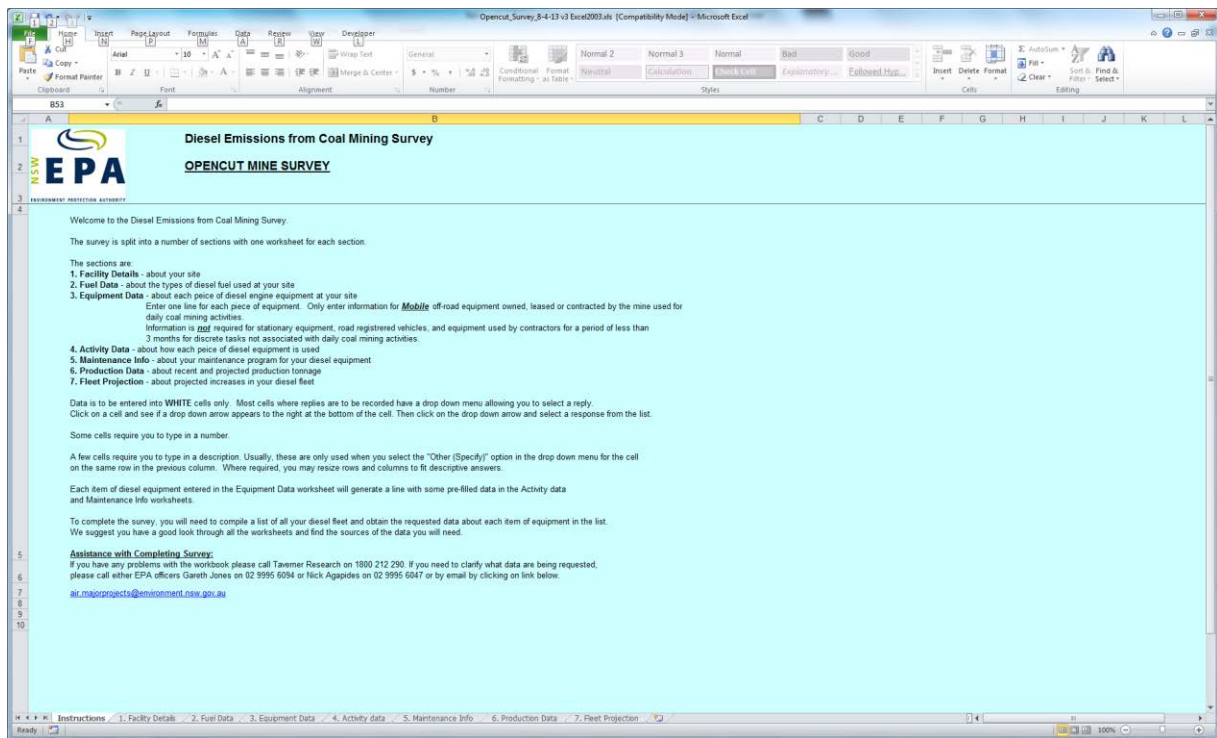 Opencut_Survey_8-4-13 v3 Excel2003.xls [Compatibility Mode] - Microsoft Excel
File Home Insert Page Layout Formulas Data Review View Developer
Cut
Copy
Format Painter
Paste
Arial 10
Wrap Text
Merge & Center
General
Conditional Formatting
Format as Table
Normal 2 Normal 3 Normal Bad Good
Neutral Calculation Check Cell Explanatory ... Followed Hyp...
Insert Delete Format
AutoSum
Fill
Clear
Sort & Filter
Find & Select
Clipboard Font Alignment Number Styles Cells Editing
B53 fx
A B C D E F G H I J K L
NSW EPA
ENVIRONMENT PROTECTION AUTHORITY
Diesel Emissions from Coal Mining Survey
OPENCUT MINE SURVEY
Welcome to the Diesel Emissions from Coal Mining Survey.
The survey is split into a number of sections with one worksheet for each section.
The sections are:
1. Facility Details - about your site
2. Fuel Data - about the types of diesel fuel used at your site
3. Equipment Data - about each peice of diesel engine equipment at your site
Enter one line for each piece of equipment. Only enter information for Mobile off-road equipment owned, leased or contracted by the mine used for
daily coal mining activities.
Information is not required for stationary equipment, road registrered vehicles, and equipment used by contractors for a period of less than
3 months for discrete tasks not associated with daily coal mining activities.
4. Activity Data - about how each peice of diesel equipment is used
5. Maintenance Info - about your maintenance program for your diesel equipment
6. Production Data - about recent and projected production tonnage
7. Fleet Projection - about projected increases in your diesel fleet
Data is to be entered into WHITE cells only. Most cells where replies are to be recorded have a drop down menu allowing you to select a reply.
Click on a cell and see if a drop down arrow appears to the right at the bottom of the cell. Then click on the drop down arrow and select a response from the list.
Some cells require you to type in a number.
A few cells require you to type in a description. Usually, these are only used when you select the "Other (Specify)" option in the drop down menu for the cell
on the same row in the previous column. Where required, you may resize rows and columns to fit descriptive answers.
Each item of diesel equipment entered in the Equipment Data worksheet will generate a line with some pre-filled data in the Activity data
and Maintenance Info worksheets.
To complete the survey, you will need to compile a list of all your diesel fleet and obtain the requested data about each item of equipment in the list.
We suggest you have a good look through all the worksheets and find the sources of the data you will need.
Assistance with Completing Survey:
If you have any problems with the workbook please call Taverner Research on 1800 212 290. If you need to clarify what data are being requested,
please call either EPA officers Gareth Jones on 02 9995 6094 or Nick Agapides on 02 9995 6047 or by email by clicking on link below.
air.majorprojects@environment.nsw.gov.au
1
2
3
4
5
6
7
8
9
10
Instructions 1. Facility Details 2. Fuel Data 3. Equipment Data 4. Activity data 5. Maintenance Info 6. Production Data 7. Fleet Projection
Ready 100%